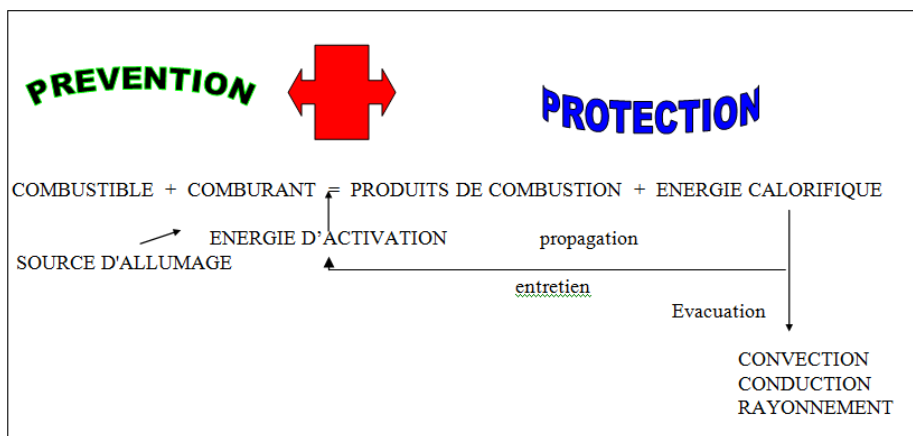 PREVENTION
PROTECTION
COMBUSTIBLE + COMBURANT = PRODUITS DE COMBUSTION + ENERGIE CALORIFIQUE
ENERGIE D'ACTIVATION
propagation
SOURCE D'ALLUMAGE
entretien
Evacuation
CONVECTION
CONDUCTION
RAYONNEMENT